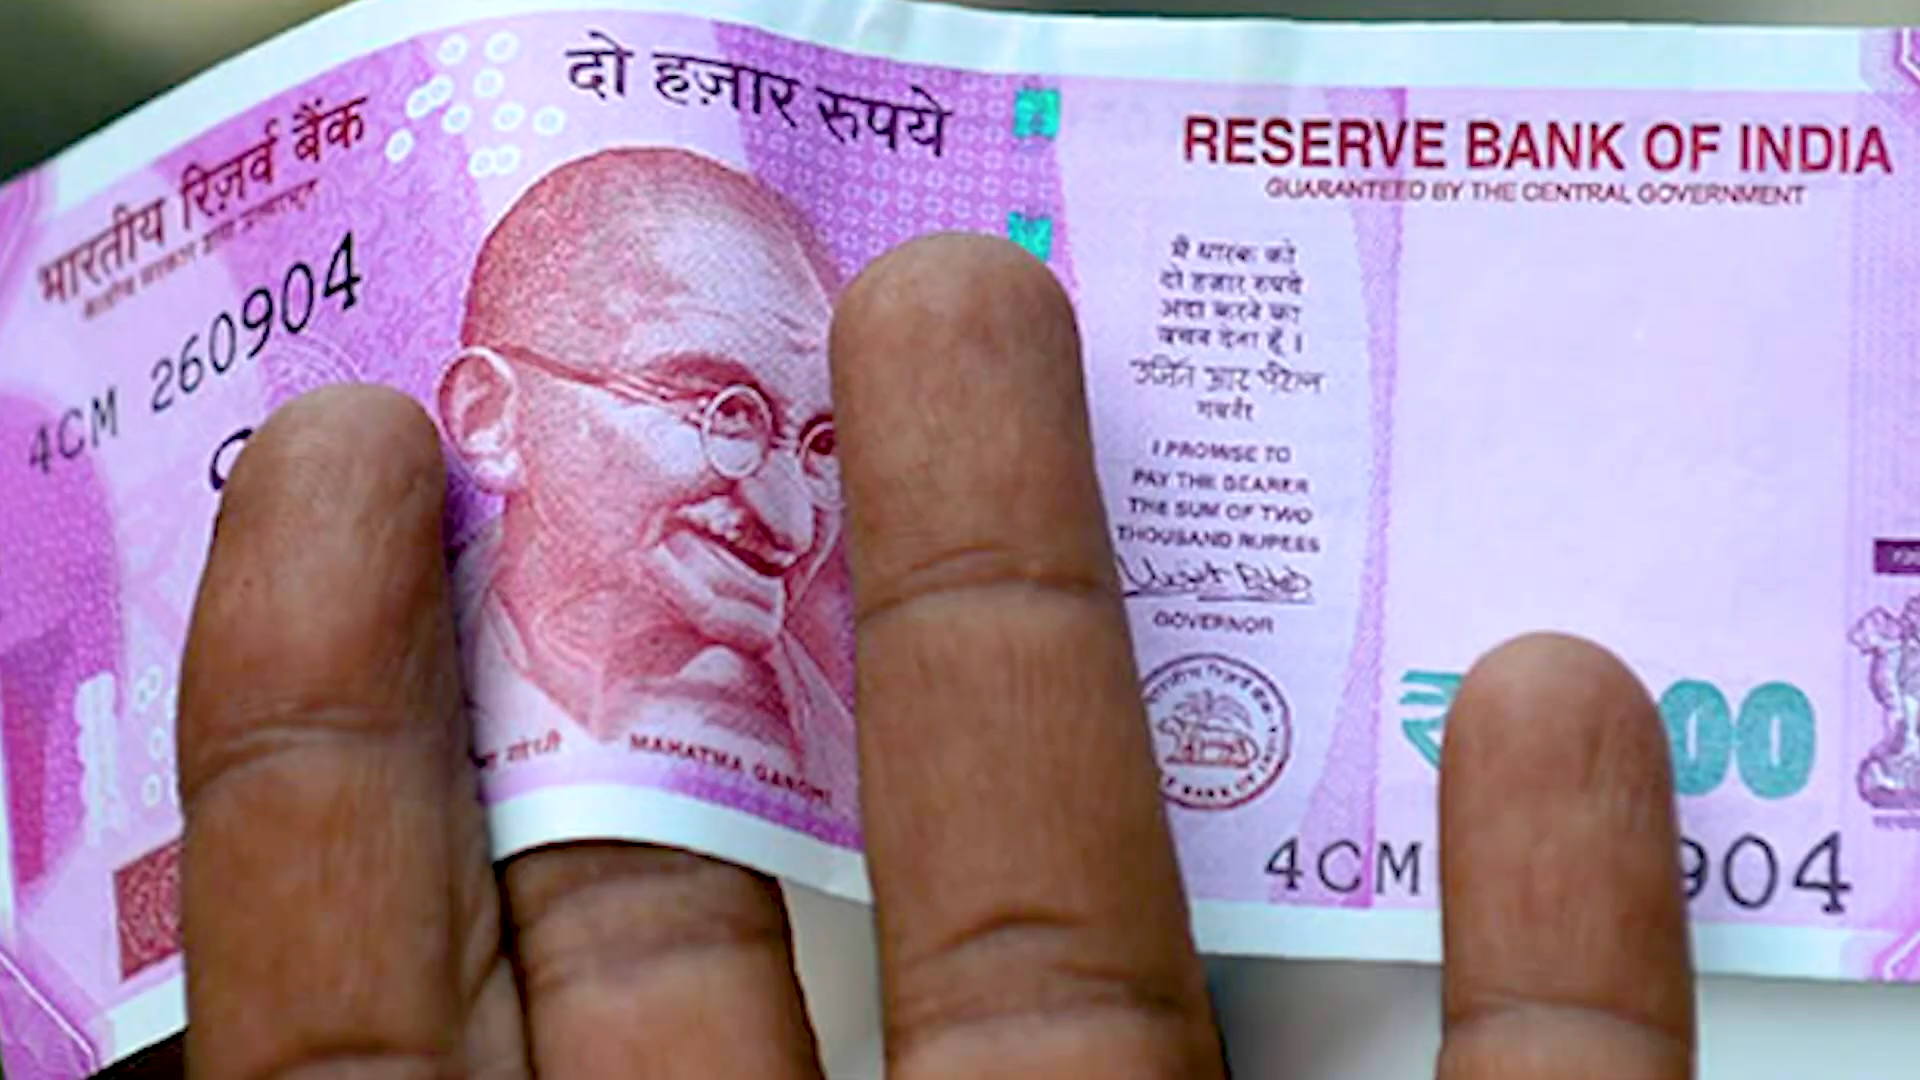 भारतीय रिज़र्व बैंक
4CM 260904
दो हज़ार रुपये
MAHATMA GANDHI
गांधी
RESERVE BANK OF INDIA
GUARANTEED BY THE CENTRAL GOVERNMENT
मैं धारक को
दो हज़ार रुपये
अदा करने का
वचन देता हूँ ।
गवर्नर
I PROMISE TO
PAY THE BEARER
THE SUM OF TWO
THOUSAND RUPEES
GOVERNOR
₹ 00
4CM 904